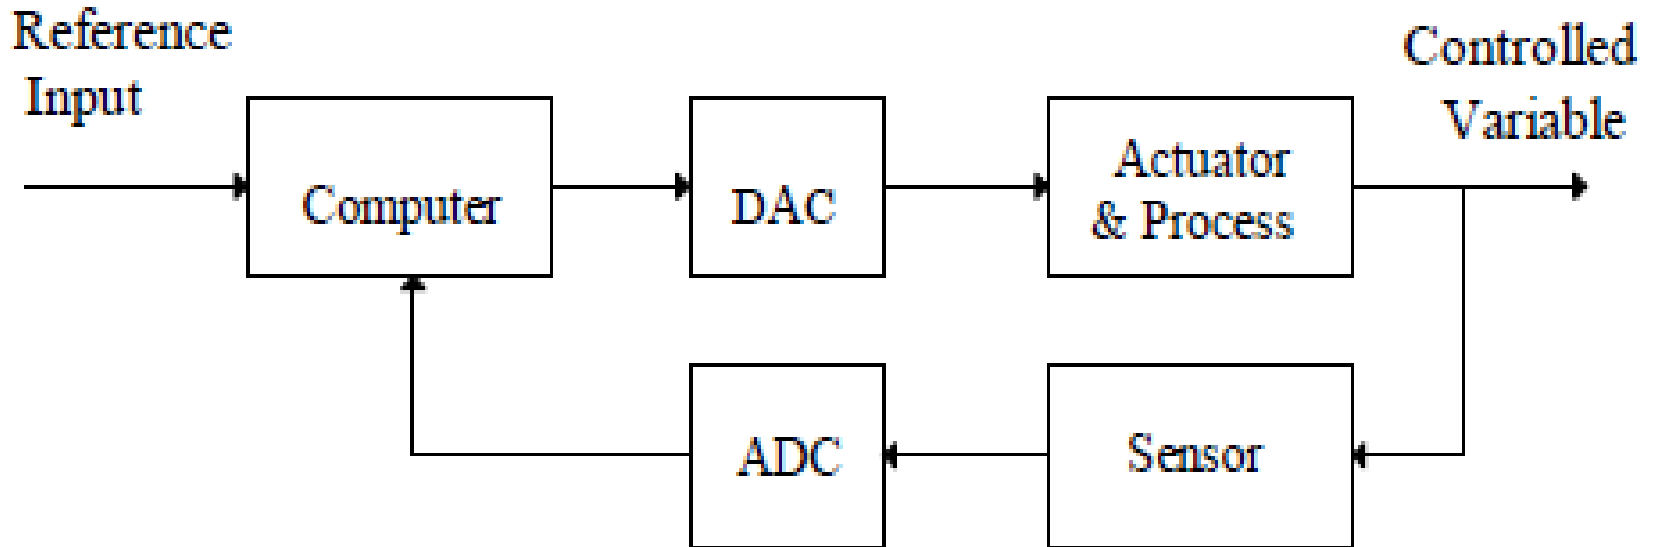 Reference
Input
Controlled
Variable
Computer
DAC
Actuator
& Process
ADC
Sensor